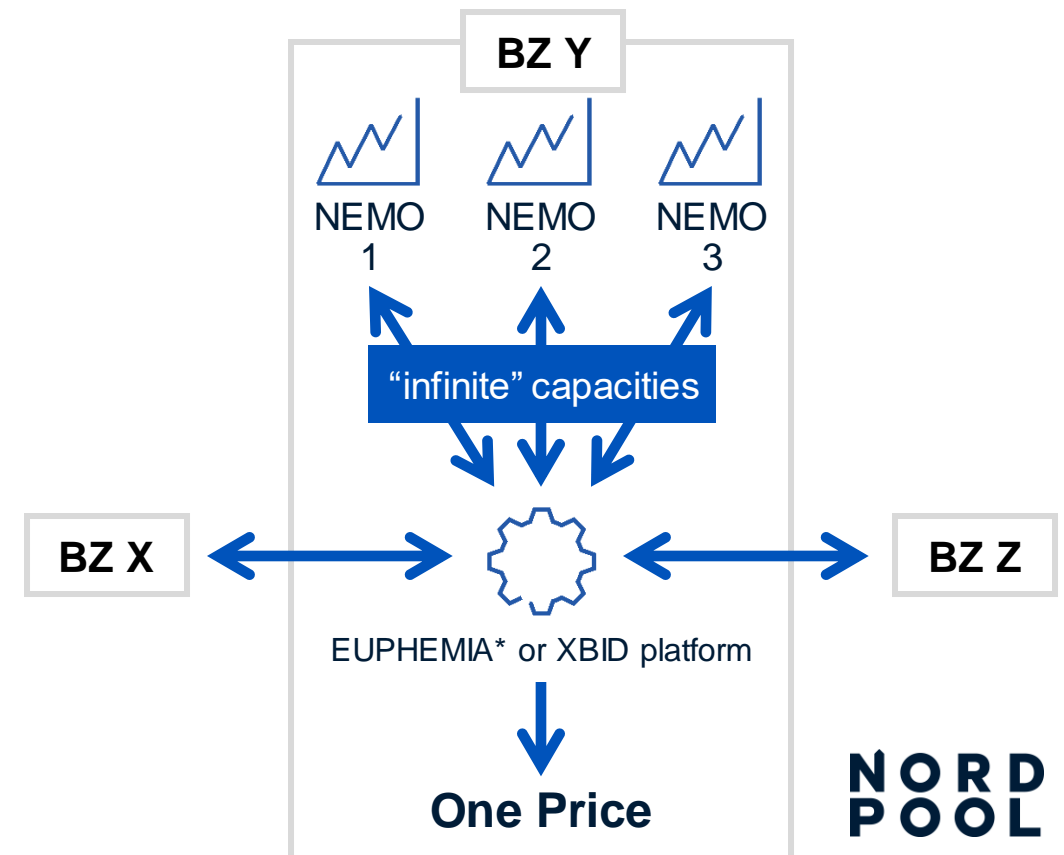 BZ Y
NEMO
1
NEMO
2
NEMO
3
“infinite” capacities
BZ X
BZ Z
EUPHEMIA* or XBID platform
One Price
NORD
POOL